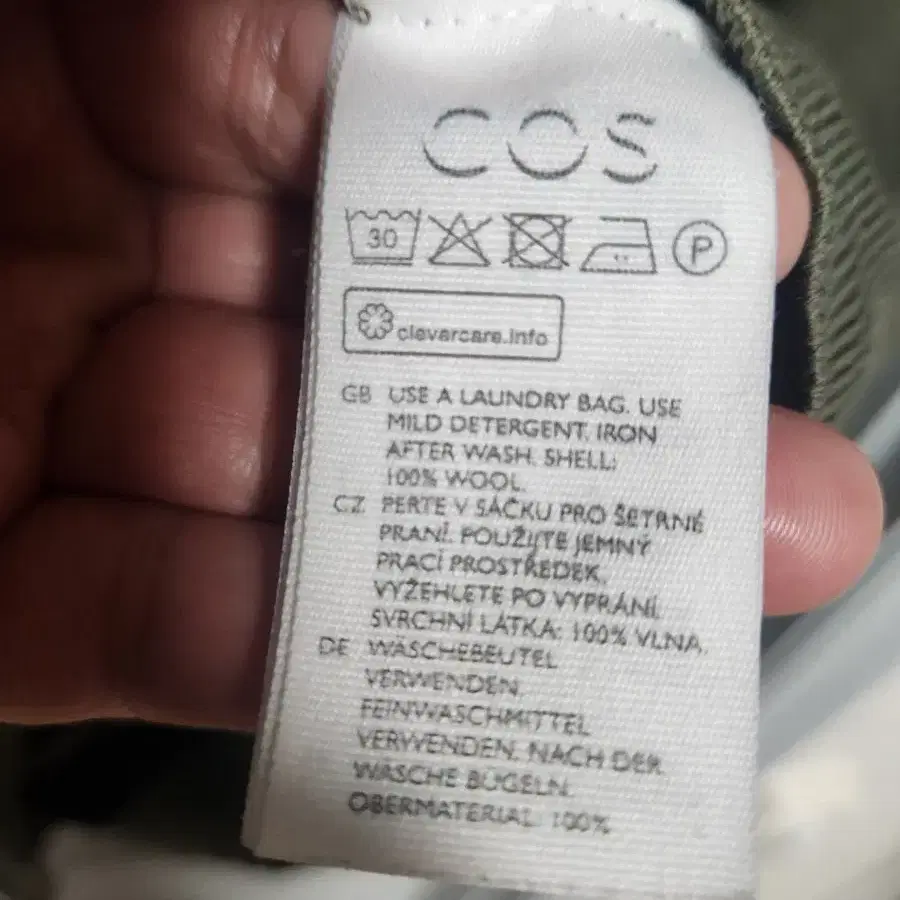 COS
30
P
clevercare.info
GB USE A LAUNDRY BAG. USE
MILD DETERGENT. IRON
AFTER WASH. SHELL:
100% WOOL.
CZ PERTE V SÁČKU PRO ŠETRNÉ
PRANÍ. POUŽIJTE JEMNÝ
PRACÍ PROSTŘEDEK.
VYŽEHLETE PO VYPRÁNÍ.
SVRCHNÍ LÁTKA: 100% VLNA.
DE WÄSCHEBEUTEL
VERWENDEN.
FEINWASCHMITTEL
VERWENDEN. NACH DER
WÄSCHE BÜGELN.
OBERMATERIAL: 100%